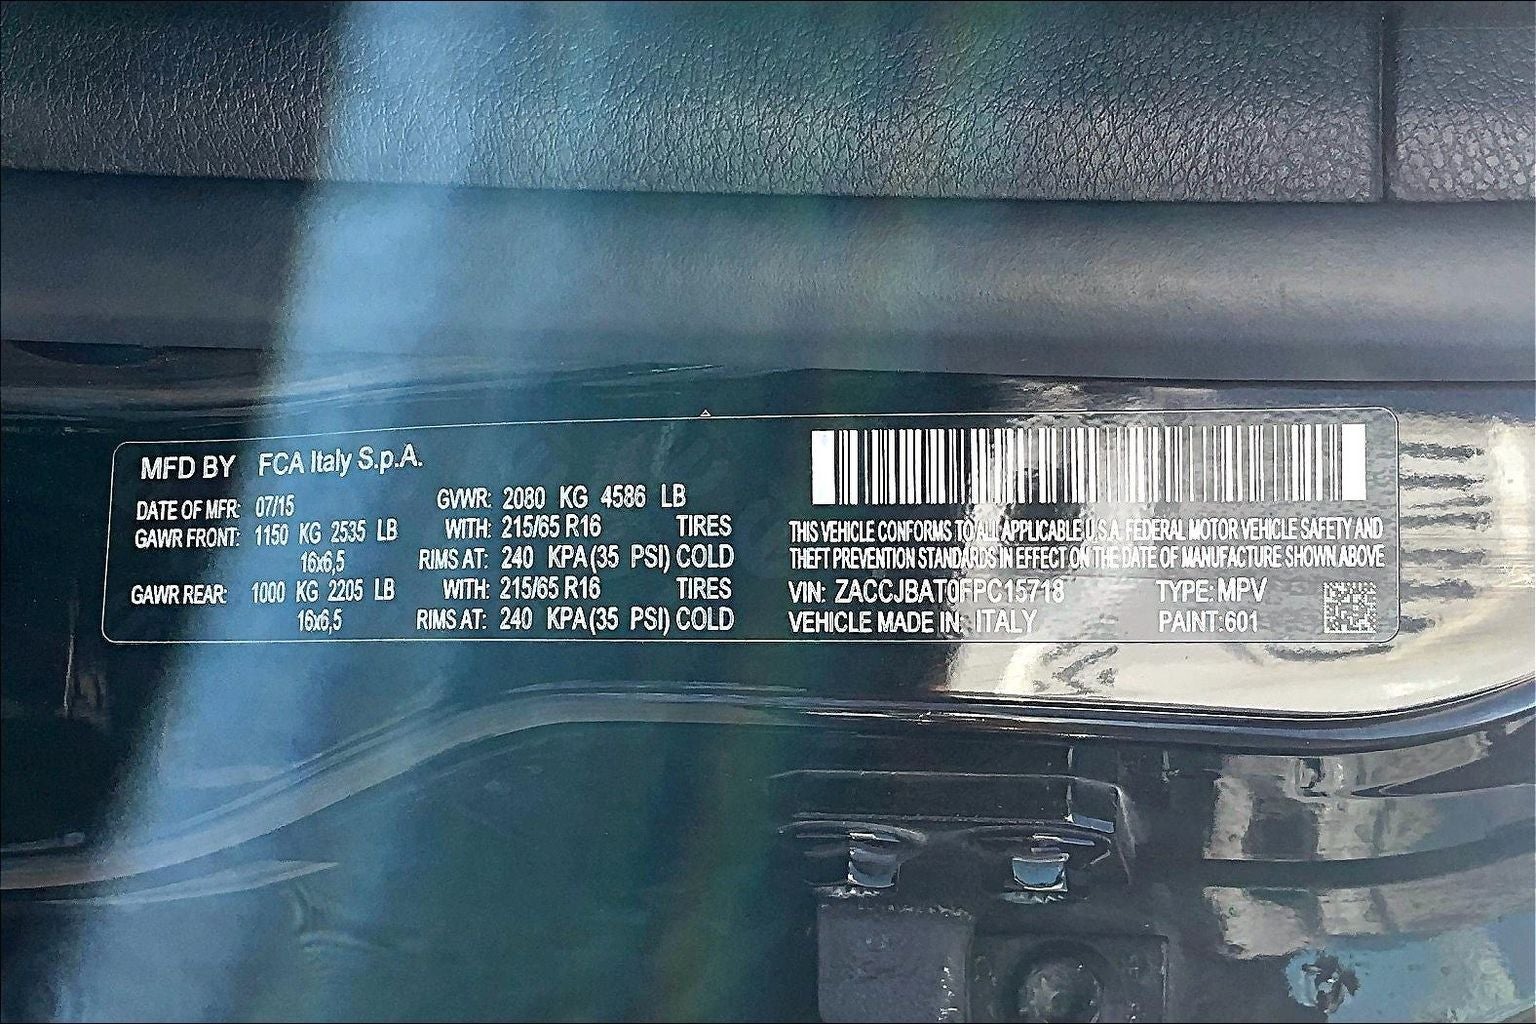 MFD BY FCA Italy S.p.A.
DATE OF MFR: 07/15 GVWR: 2080 KG 4586 LB
GAWR FRONT: 1150 KG 2535 LB WITH: 215/65 R16 TIRES
16x6,5 RIMS AT: 240 KPA(35 PSI) COLD
GAWR REAR: 1000 KG 2205 LB WITH: 215/65 R16 TIRES
16x6,5 RIMS AT: 240 KPA(35 PSI) COLD
THIS VEHICLE CONFORMS TO ALL APPLICABLE U.S.A. FEDERAL MOTOR VEHICLE SAFETY AND
THEFT PREVENTION STANDARDS IN EFFECT ON THE DATE OF MANUFACTURE SHOWN ABOVE
VIN: ZACCJBAT0FPC15718 TYPE: MPV
VEHICLE MADE IN: ITALY PAINT:601